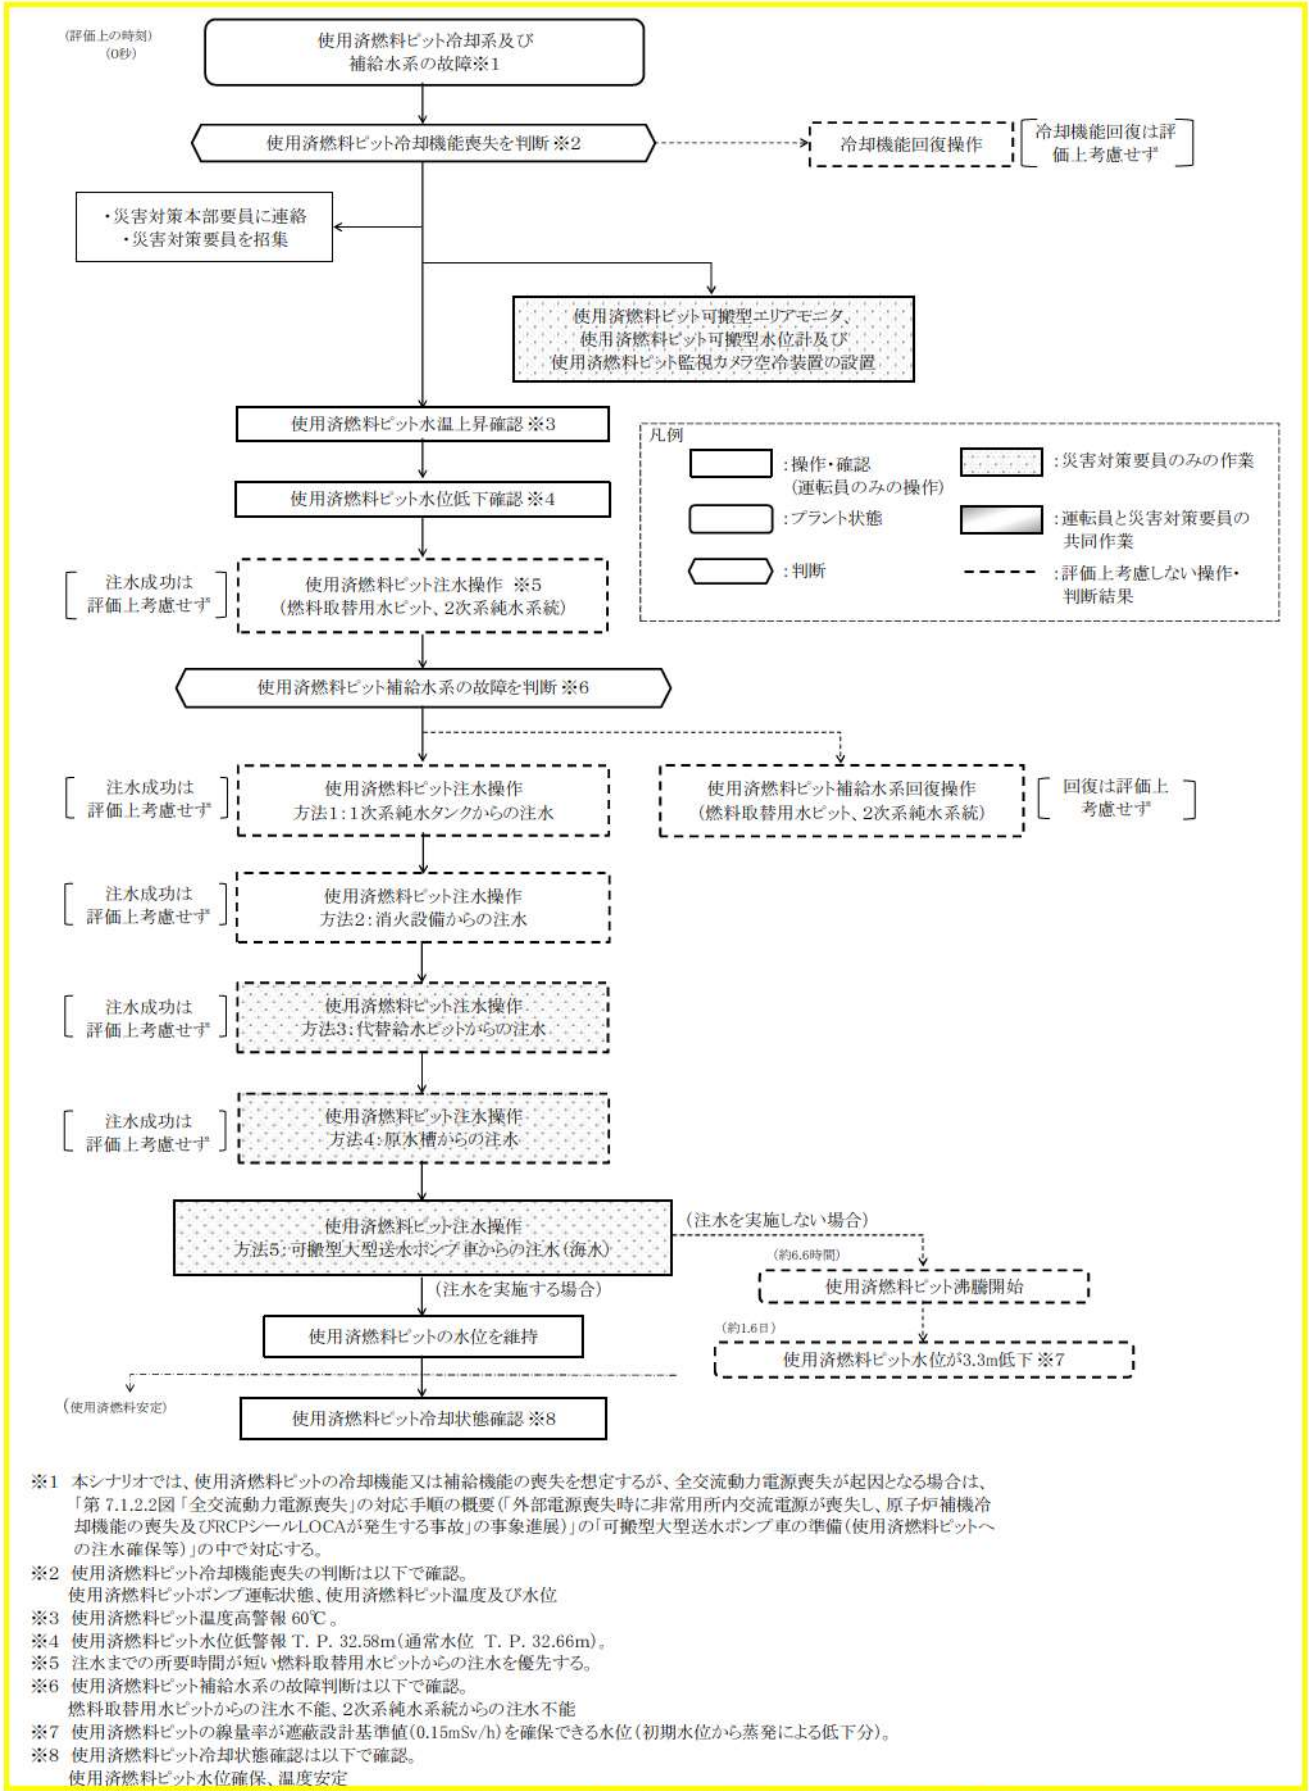 (評価上の時刻)
(0秒)
使用済燃料ピット冷却系及び
補給水系の故障※1
使用済燃料ピット冷却機能喪失を判断※2
冷却機能回復操作
冷却機能回復は評
価上考慮せず
・災害対策本部要員に連絡
・災害対策要員を招集
使用済燃料ピット可搬型エリアモニタ、
使用済燃料ピット可搬型水位計及び
使用済燃料ピット監視カメラ空冷装置の設置
使用済燃料ピット水温上昇確認※3
使用済燃料ピット水位低下確認※4
凡例
:操作・確認
(運転員のみの操作)
:プラント状態
:判断
:災害対策要員のみの作業
:運転員と災害対策要員の
共同作業
:評価上考慮しない操作・
判断結果
注水成功は
評価上考慮せず
使用済燃料ピット注水操作 ※5
(燃料取替用水ピット、2次系純水系統)
使用済燃料ピット補給水系の故障を判断※6
注水成功は
評価上考慮せず
使用済燃料ピット注水操作
方法1:1次系純水タンクからの注水
使用済燃料ピット補給水系回復操作
(燃料取替用水ピット、2次系純水系統)
回復は評価上
考慮せず
注水成功は
評価上考慮せず
使用済燃料ピット注水操作
方法2:消火設備からの注水
注水成功は
評価上考慮せず
使用済燃料ピット注水操作
方法3:代替給水ピットからの注水
注水成功は
評価上考慮せず
使用済燃料ピット注水操作
方法4:原水槽からの注水
使用済燃料ピット注水操作
方法5:可搬型大型送水ポンプ車からの注水(海水)
(注水を実施しない場合)
(約6.6時間)
使用済燃料ピット沸騰開始
(注水を実施する場合)
(約1.6日)
使用済燃料ピットの水位を維持
使用済燃料ピット水位が3.3m低下※7
(使用済燃料安定)
使用済燃料ピット冷却状態確認※8
※1 本シナリオでは、使用済燃料ピットの冷却機能又は補給機能の喪失を想定するが、全交流動力電源喪失が起因となる場合は、
「第 7.1.2.2図「全交流動力電源喪失」の対応手順の概要(「外部電源喪失時に非常用所内交流電源が喪失し、原子炉補機冷
却機能の喪失及びRCPシールLOCAが発生する事故」の事象進展)」の「可搬型大型送水ポンプ車の準備(使用済燃料ピットへ
の注水確保等)」の中で対応する。
※2 使用済燃料ピット冷却機能喪失の判断は以下で確認。
使用済燃料ピットポンプ運転状態、使用済燃料ピット温度及び水位
※3 使用済燃料ピット温度高警報 60℃。
※4 使用済燃料ピット水位低警報 T. P. 32.58m(通常水位 T. P. 32.66m)。
※5 注水までの所要時間が短い燃料取替用水ピットからの注水を優先する。
※6 使用済燃料ピット補給水系の故障判断は以下で確認。
燃料取替用水ピットからの注水不能、2次系純水系統からの注水不能
※7 使用済燃料ピットの線量率が遮蔽設計基準値(0.15mSv/h)を確保できる水位(初期水位から蒸発による低下分)。
※8 使用済燃料ピット冷却状態確認は以下で確認。
使用済燃料ピット水位確保、温度安定